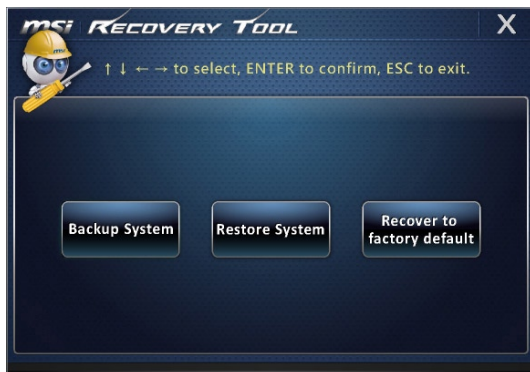 msi RECOVERY TOOL X
↑ ↓ ← → to select, ENTER to confirm, ESC to exit.
Backup System
Restore System
Recover to
factory default